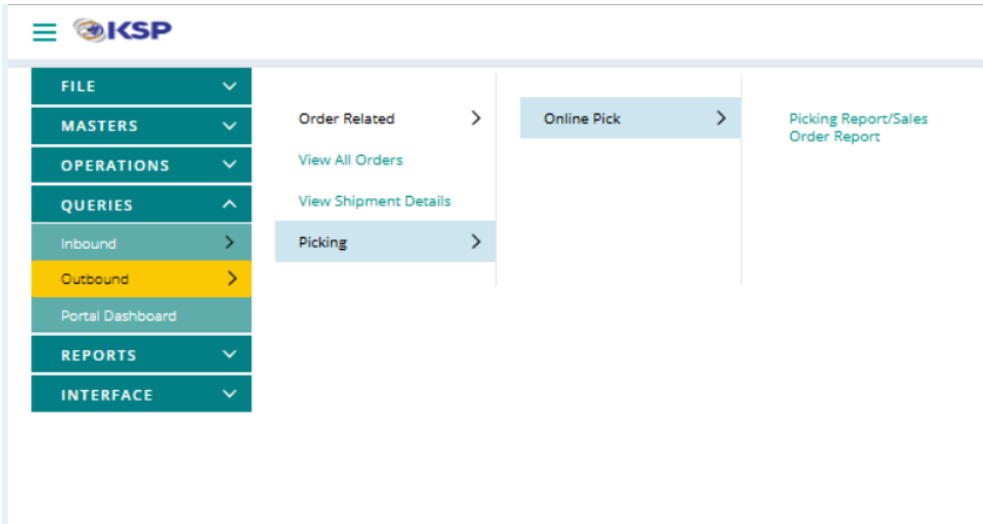 KSP
FILE
MASTERS
OPERATIONS
QUERIES
Inbound
Outbound
Portal Dashboard
REPORTS
INTERFACE
Order Related
View All Orders
View Shipment Details
Picking
Online Pick
Picking Report/Sales
Order Report